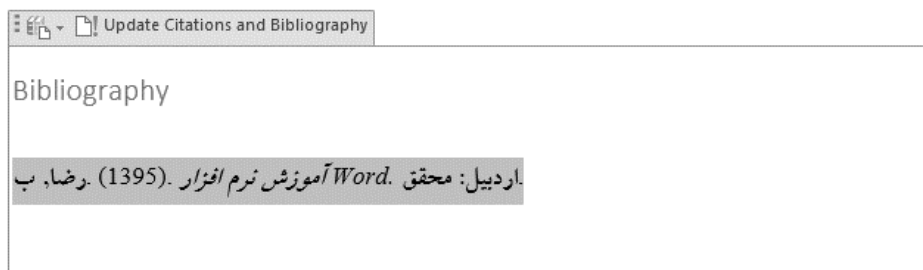 Update Citations and Bibliography
Bibliography
رضا, ب. (1395). آموزش نرم افزار Word. اردبیل: محقق.